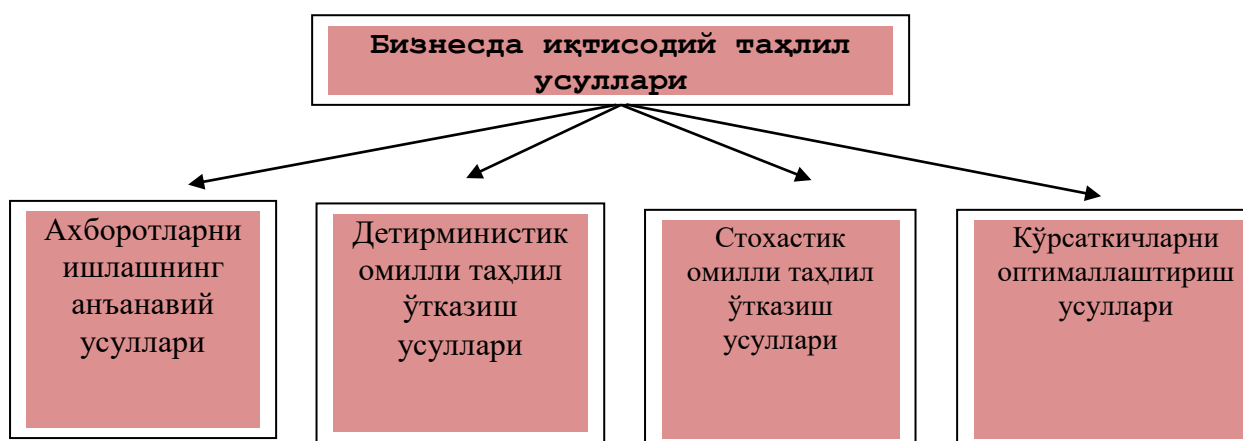 Бизнесда иқтисодий таҳлил
усуллари
Ахборотларни
ишлашнинг
анъанавий
усуллари
Детирминистик
омилли таҳлил
ўтказиш
усуллари
Стохастик
омилли таҳлил
ўтказиш
усуллари
Кўрсаткичларни
оптималлаштириш
усуллари